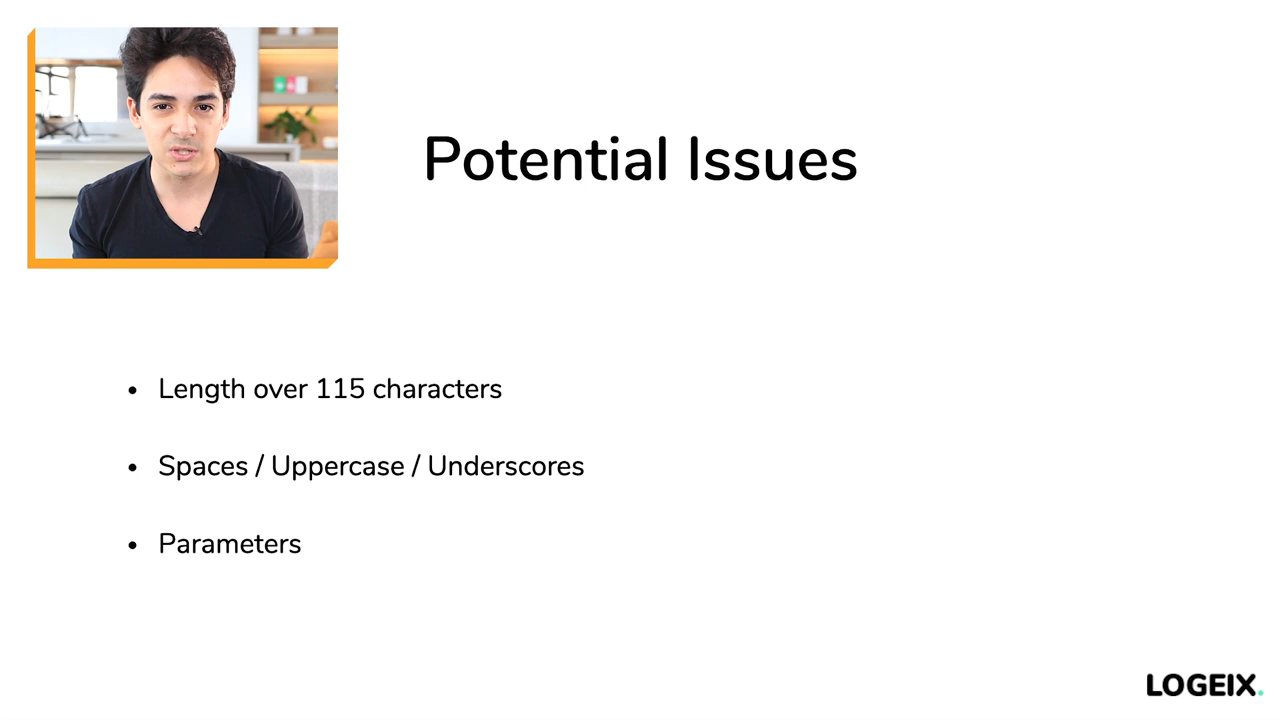 Potential Issues
• Length over 115 characters
• Spaces / Uppercase / Underscores
• Parameters
LOGEIX.